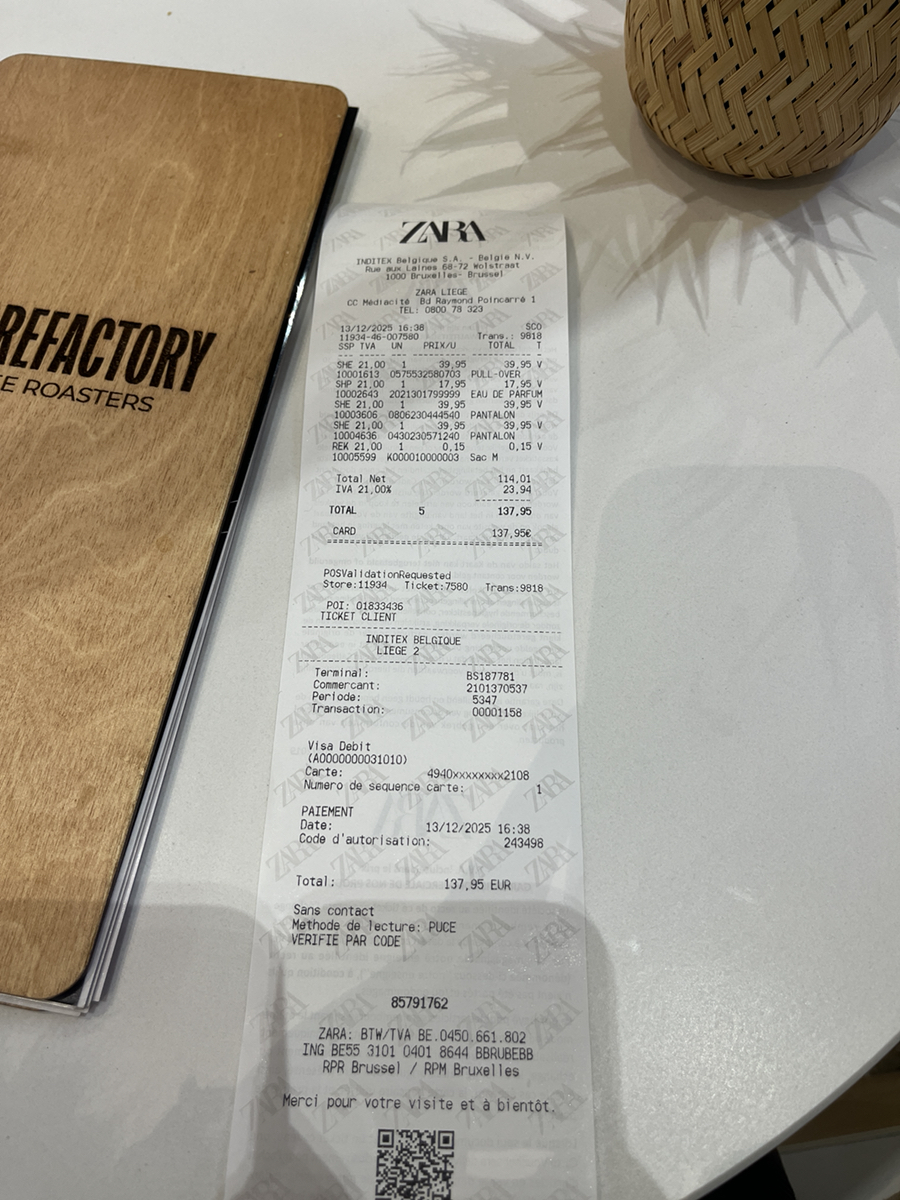 REFACTORY
E ROASTERS
ZARA
INDITEX Belgique S.A. - Belgie N.V.
Rue aux Laines 68-72 Wolstraat
1000 Bruxelles- Brussel
ZARA LIEGE
CC Médiacité Bd Raymond Poincarré 1
TEL: 0800 78 323
13/12/2025 16:38 SCO
11934-46-007580 Trans.: 9818
SSP TVA UN PRIX/U TOTAL T
SHE 21,00 1 39,95 39,95 V
10001613 0575532580703 PULL-OVER
SHP 21,00 1 17,95 17,95 V
10002643 2021301799999 EAU DE PARFUM
SHE 21,00 1 39,95 39,95 V
10003606 0806230444540 PANTALON
SHE 21,00 1 39,95 39,95 V
10004636 0430230571240 PANTALON
REK 21,00 1 0,15 0,15 V
10005599 K000010000003 Sac M
Total Net 114,01
IVA 21,00% 23,94
TOTAL 5 137,95
CARD 137,95€
POSValidationRequested
Store:11934 Ticket:7580 Trans:9818
POI: 01833436
TICKET CLIENT
INDITEX BELGIQUE
LIEGE 2
Terminal: BS187781
Commercant: 2101370537
Periode: 5347
Transaction: 00001158
Visa Debit
(A0000000031010)
Carte: 4940xxxxxxxx2108
Numero de sequence carte: 1
PAIEMENT
Date: 13/12/2025 16:38
Code d'autorisation: 243498
Total: 137,95 EUR
Sans contact
Methode de lecture: PUCE
VERIFIE PAR CODE
85791762
ZARA: BTW/TVA BE.0450.661.802
ING BE55 3101 0401 8644 BBRUBEBB
RPR Brussel / RPM Bruxelles
Merci pour votre visite et à bientôt.